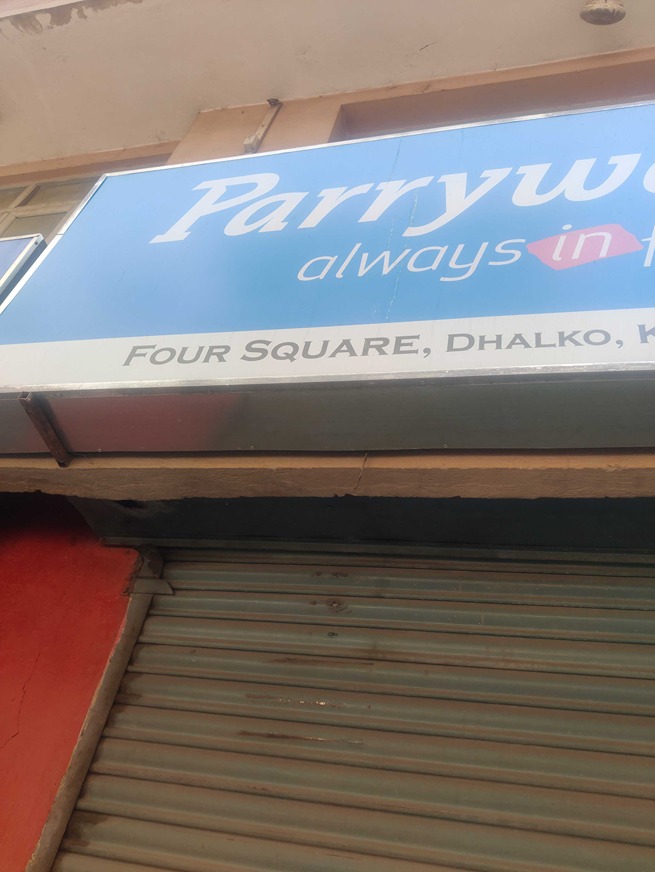 Parryw
always in f
FOUR SQUARE, DHALKO, K